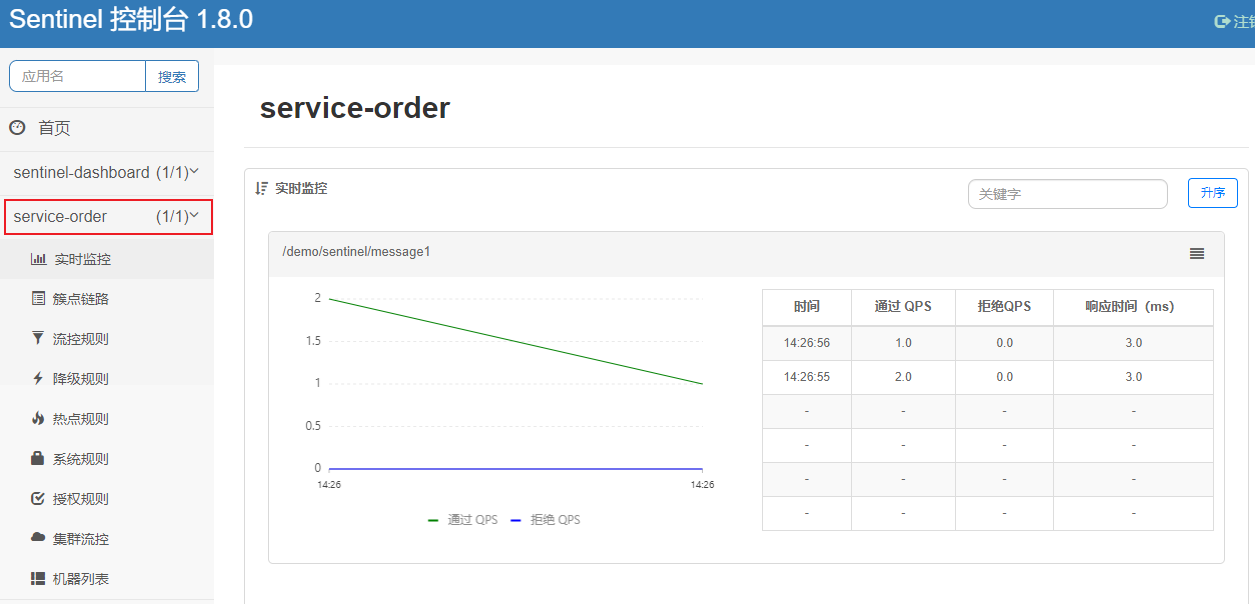 Sentinel 控制台 1.8.0
注销
应用名
搜索
首页
sentinel-dashboard (1/1)
service-order (1/1)
实时监控
簇点链路
流控规则
降级规则
热点规则
系统规则
授权规则
集群流控
机器列表
service-order
实时监控
关键字
升序
/demo/sentinel/message1
2
1.5
1
0.5
0
14:26
14:26
通过 QPS
拒绝 QPS
时间 通过 QPS 拒绝QPS 响应时间（ms）
14:26:56 1.0 0.0 3.0
14:26:55 2.0 0.0 3.0
- - - -
- - - -
- - - -
- - - -